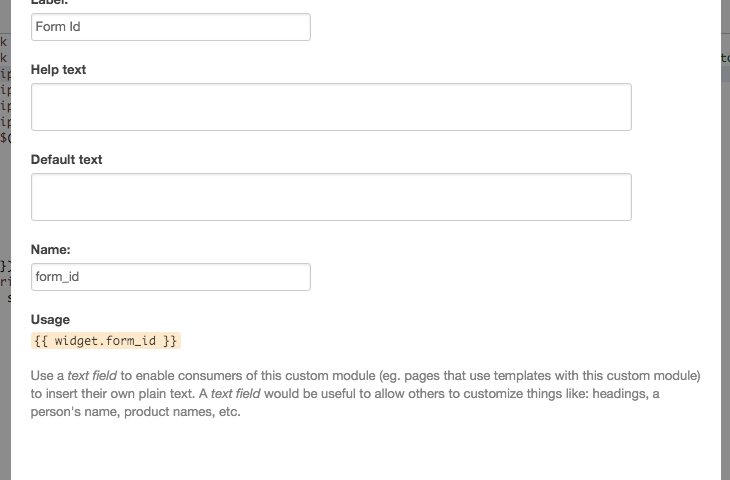 Label:
Form Id
Help text
Default text
Name:
form_id
Usage
{{ widget.form_id }}
Use a text field to enable consumers of this custom module (eg. pages that use templates with this custom module)
to insert their own plain text. A text field would be useful to allow others to customize things like: headings, a
person's name, product names, etc.